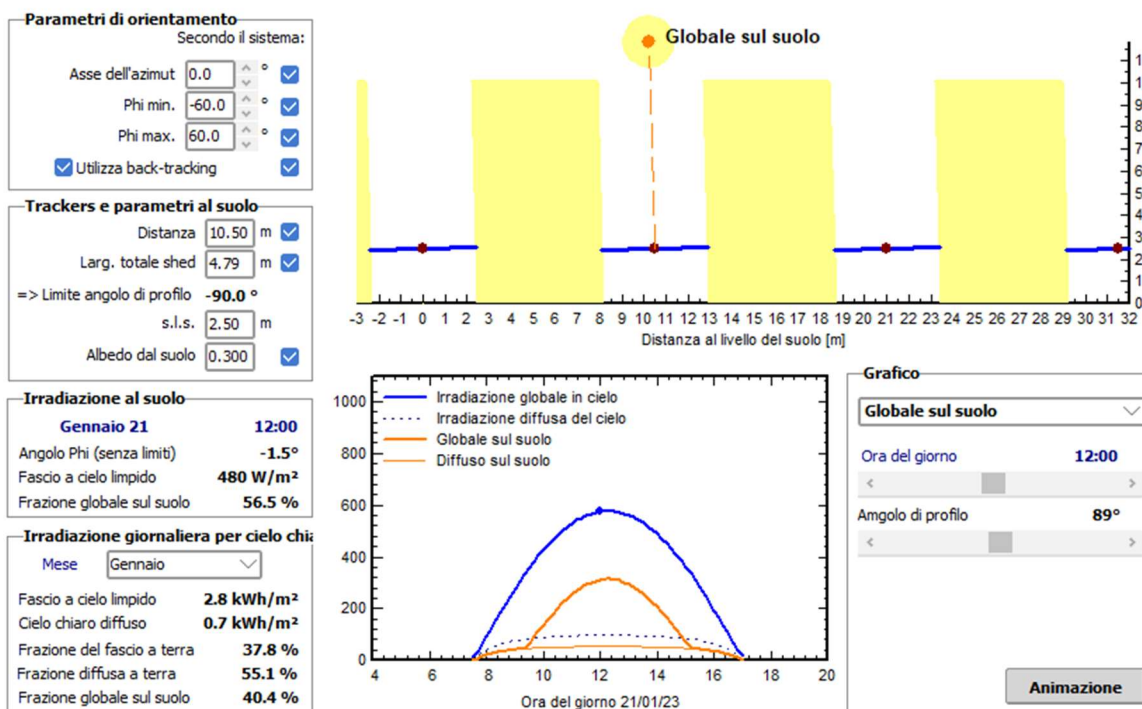 Parametri di orientamento
Secondo il sistema:
Asse dell'azimut 0.0 °
Phi min. -60.0 °
Phi max. 60.0 °
Utilizza back-tracking
Trackers e parametri al suolo
Distanza 10.50 m
Larg. totale shed 4.79 m
=> Limite angolo di profilo -90.0 °
s.l.s. 2.50 m
Albedo dal suolo 0.300
Irradiazione al suolo
Gennaio 21 12:00
Angolo Phi (senza limiti) -1.5°
Fascio a cielo limpido 480 W/m²
Frazione globale sul suolo 56.5 %
Irradiazione giornaliera per cielo chia
Mese Gennaio
Fascio a cielo limpido 2.8 kWh/m²
Cielo chiaro diffuso 0.7 kWh/m²
Frazione del fascio a terra 37.8 %
Frazione diffusa a terra 55.1 %
Frazione globale sul suolo 40.4 %
Globale sul suolo
-3 -2 -1 0 1 2 3 4 5 6 7 8 9 10 11 12 13 14 15 16 17 18 19 20 21 22 23 24 25 26 27 28 29 30 31 32
Distanza al livello del suolo [m]
1000
800
600
400
200
0
Irradiazione globale in cielo
Irradiazione diffusa del cielo
Globale sul suolo
Diffuso sul suolo
4 6 8 10 12 14 16 18 20
Ora del giorno 21/01/23
Grafico
Globale sul suolo
Ora del giorno 12:00
Amgolo di profilo 89°
Animazione